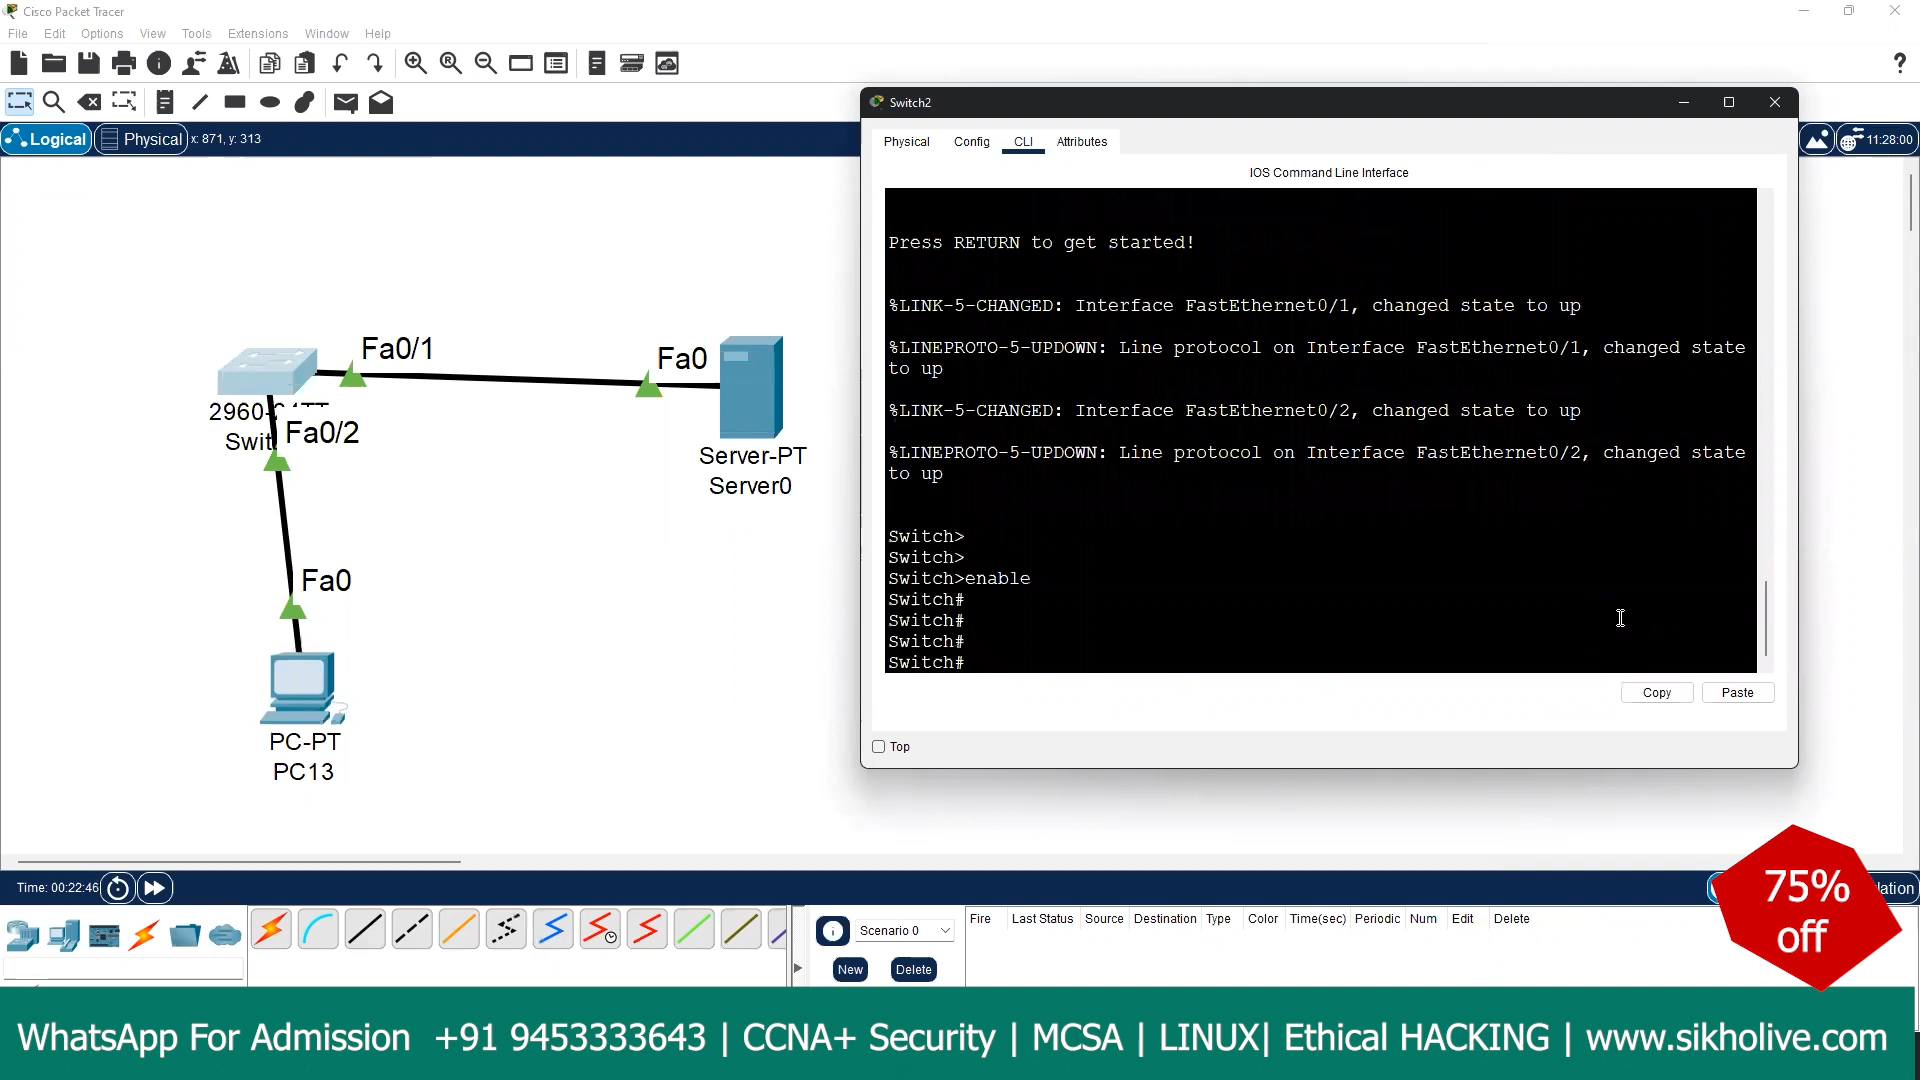 Cisco Packet Tracer
File Edit Options View Tools Extensions Window Help
Logical Physical x: 871, y: 313
11:28:00
Switch2
Physical Config CLI Attributes
IOS Command Line Interface
Press RETURN to get started!
%LINK-5-CHANGED: Interface FastEthernet0/1, changed state to up
%LINEPROTO-5-UPDOWN: Line protocol on Interface FastEthernet0/1, changed state
to up
%LINK-5-CHANGED: Interface FastEthernet0/2, changed state to up
%LINEPROTO-5-UPDOWN: Line protocol on Interface FastEthernet0/2, changed state
to up
Switch>
Switch>
Switch>enable
Switch#
Switch#
Switch#
Switch#
Copy Paste
Top
Fa0/1
Fa0
Fa0/2
Server-PT
Server0
Fa0
PC-PT
PC13
Time: 00:22:46
Scenario 0
New Delete
Fire Last Status Source Destination Type Color Time(sec) Periodic Num Edit Delete
75%
off
WhatsApp For Admission +91 9453333643 | CCNA+ Security | MCSA | LINUX| Ethical HACKING | www.sikholive.com